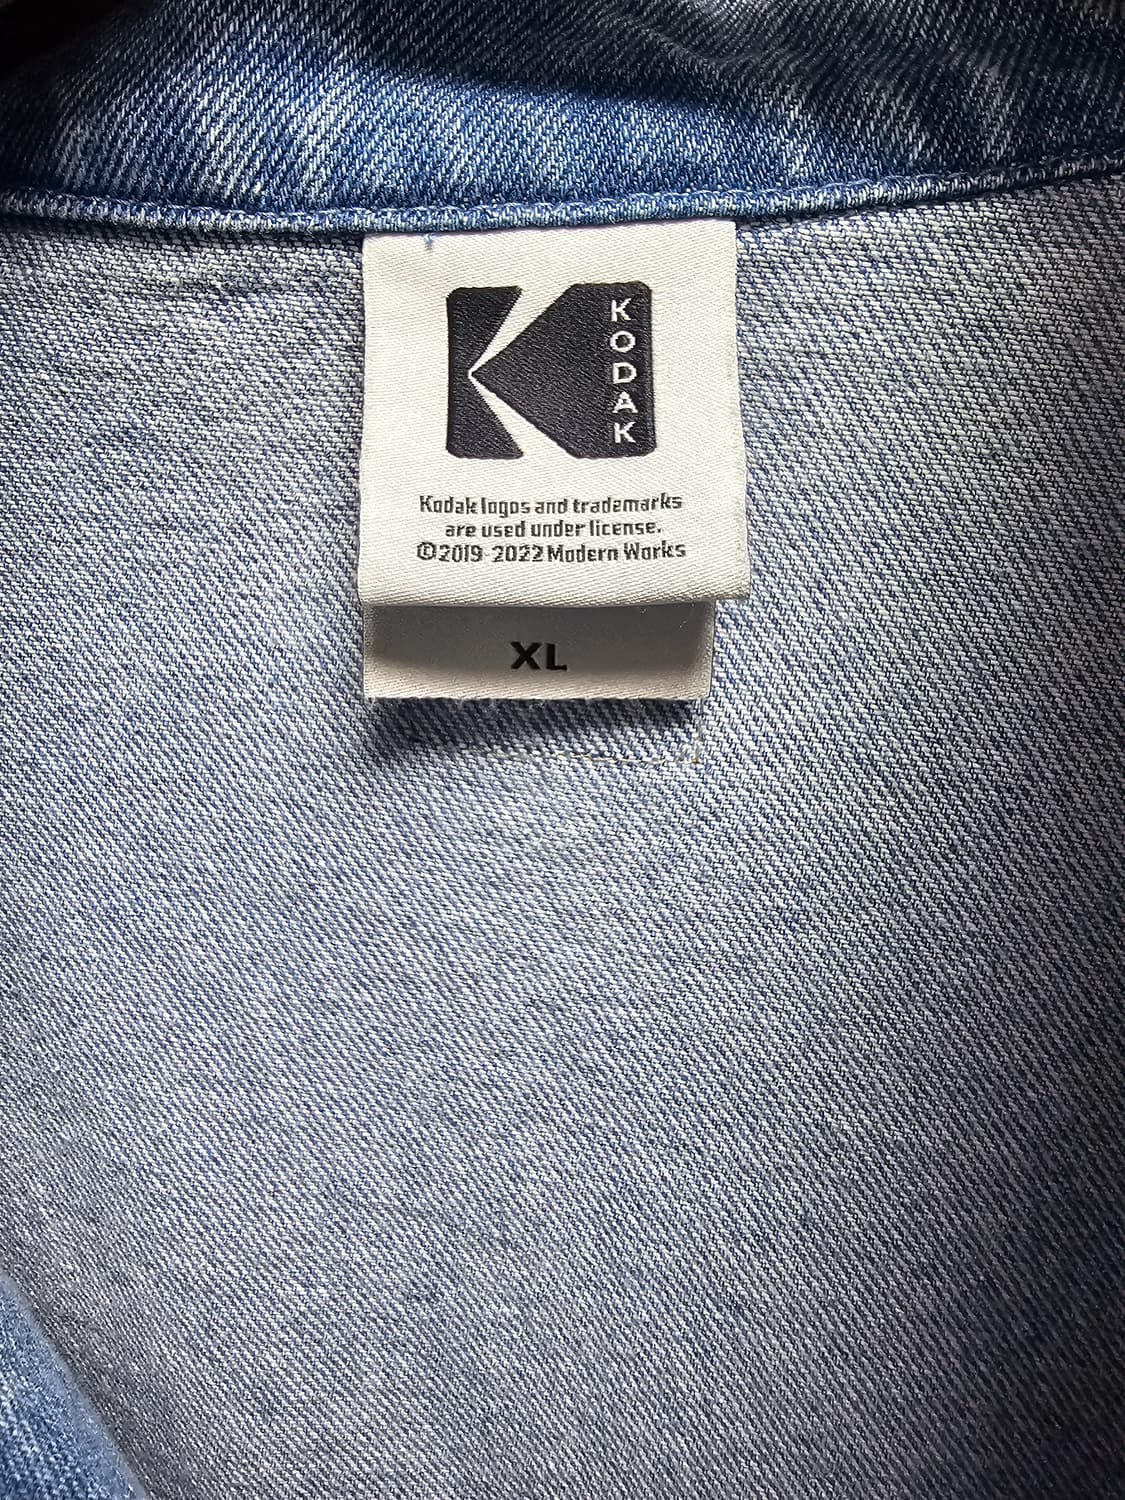 KODAK
Kodak logos and trademarks
are used under license.
©2019-2022 Modern Works
XL